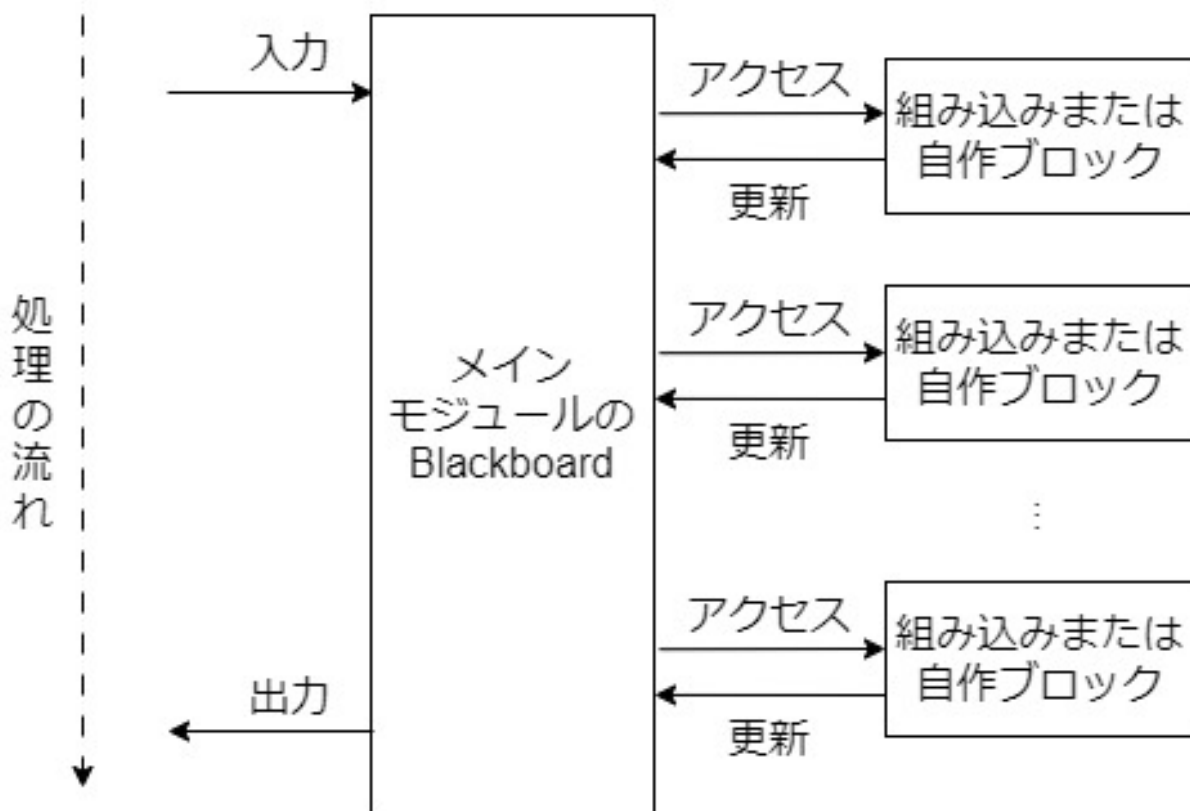 入力
アクセス
組み込みまたは
自作ブロック
更新
処理の流れ
メイン
モジュールの
Blackboard
アクセス
組み込みまたは
自作ブロック
更新
⋮
アクセス
組み込みまたは
自作ブロック
更新
出力